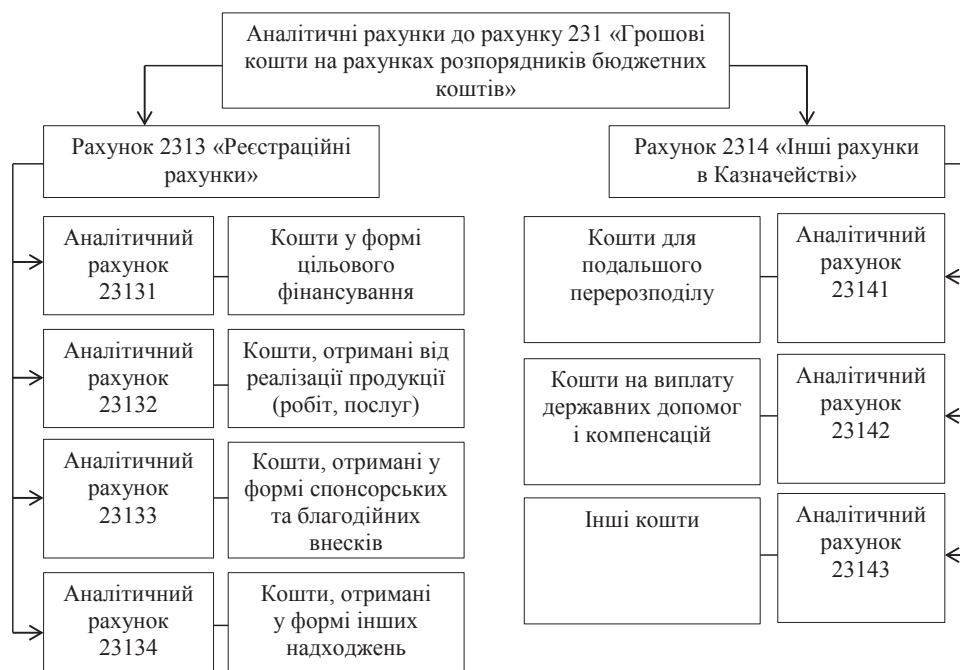 Аналітичні рахунки до рахунку 231 «Грошові
кошти на рахунках розпорядників бюджетних
коштів»
Рахунок 2313 «Реєстраційні
рахунки»
Аналітичний
рахунок
23131
Кошти у формі
цільового
фінансування
Аналітичний
рахунок
23132
Кошти, отримані від
реалізації продукції
(робіт, послуг)
Аналітичний
рахунок
23133
Кошти, отримані у
формі спонсорських
та благодійних
внесків
Аналітичний
рахунок
23134
Кошти, отримані
у формі інших
надходжень
Рахунок 2314 «Інші рахунки
в Казначействі»
Кошти для
подальшого
перерозподілу
Аналітичний
рахунок
23141
Кошти на виплату
державних допомог
і компенсацій
Аналітичний
рахунок
23142
Інші кошти
Аналітичний
рахунок
23143